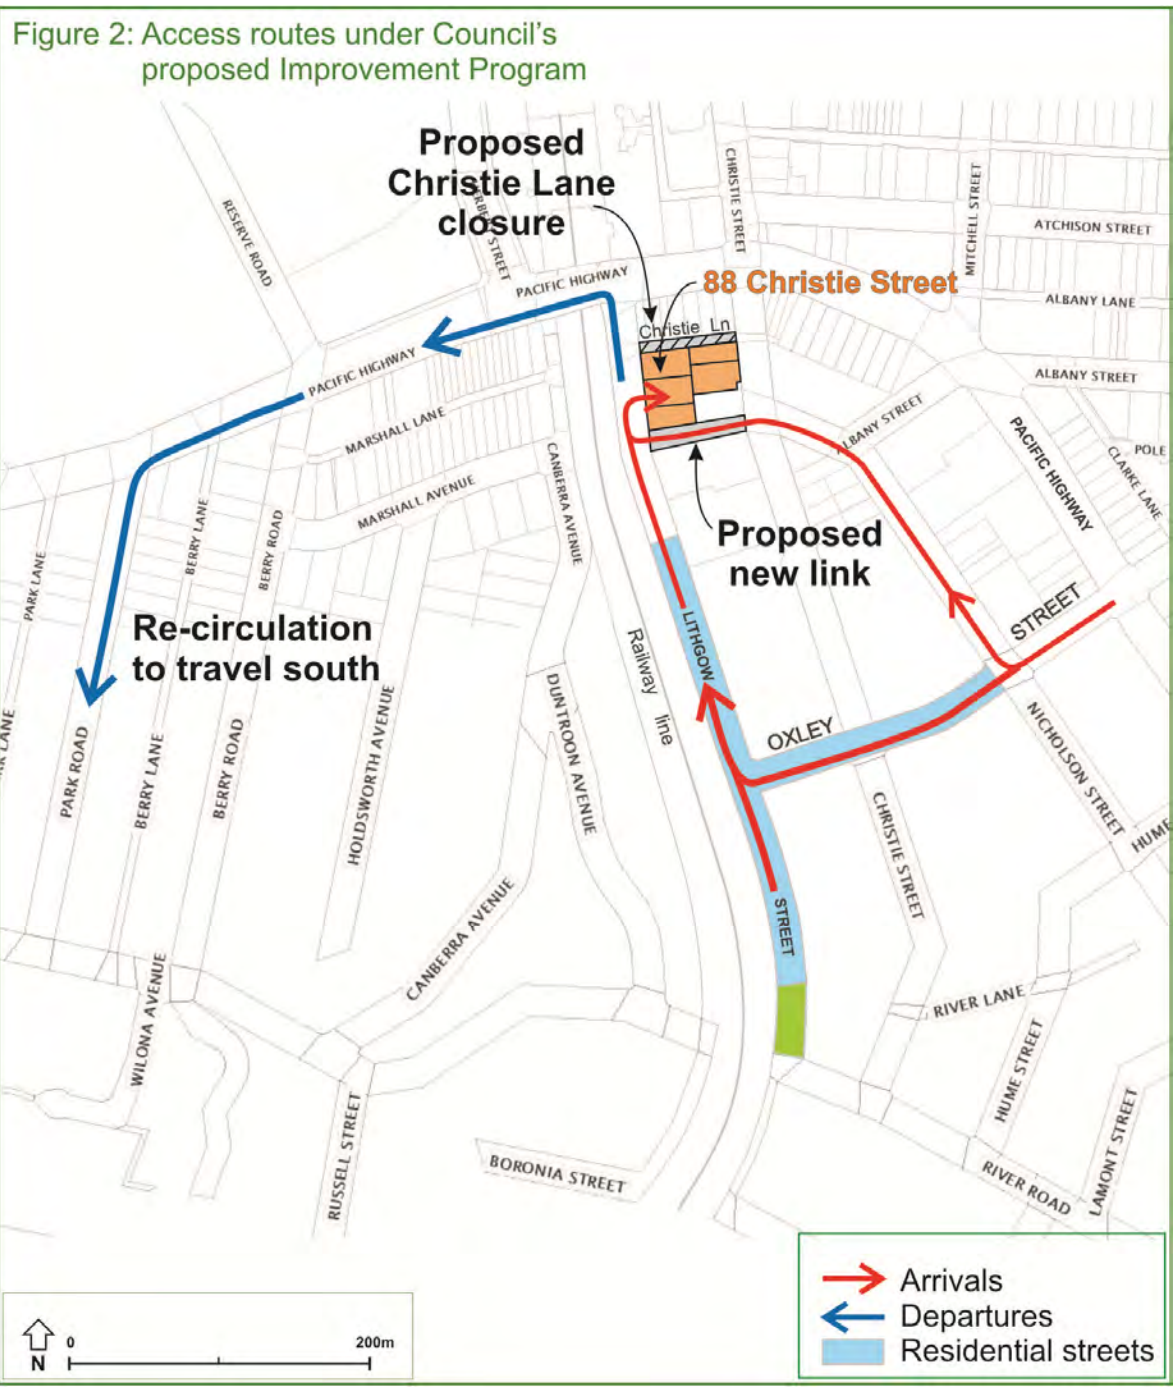 Figure 2: Access routes under Council's
proposed Improvement Program
Proposed
Christie Lane
closure
RESERVE ROAD
STREET
CHRISTIE STREET
MITCHELL STREET
ATCHISON STREET
PACIFIC HIGHWAY
88 Christie Street
ALBANY LANE
Christie Ln
PACIFIC HIGHWAY
ALBANY STREET
MARSHALL LANE
ALBANY STREET
PACIFIC HIGHWAY
CLARKE LANE
POLE
MARSHALL AVENUE
CANBERRA AVENUE
BERRY LANE
BERRY ROAD
PARK LANE
Proposed
new link
Re-circulation
to travel south
LITHGOW
STREET
Railway line
OXLEY
STREET
NICHOLSON STREET
HUME
LANE
PARK ROAD
BERRY LANE
BERRY ROAD
HOLDSWORTH AVENUE
DUNTROON AVENUE
CHRISTIE STREET
CANBERRA AVENUE
WILONA AVENUE
RIVER LANE
HUME STREET
RUSSELL STREET
BORONIA STREET
RIVER ROAD
LAMONT STREET
Arrivals
Departures
Residential streets
N
0
200m